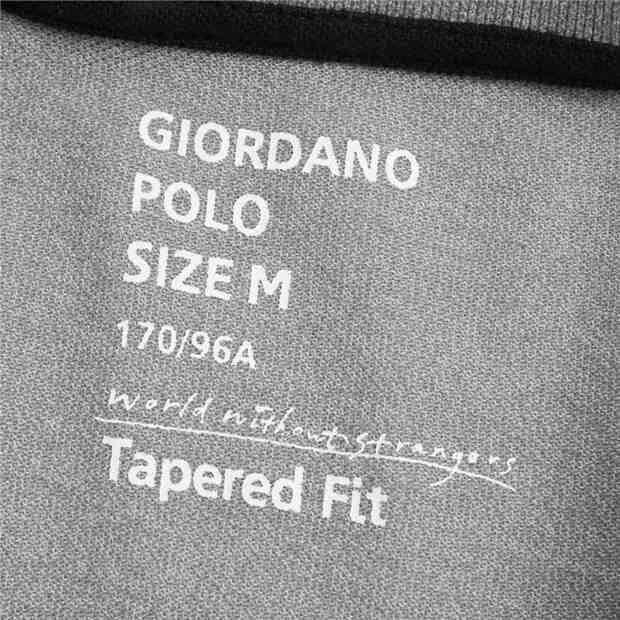 GIORDANO
POLO
SIZE M
170/96A
world without strangers
Tapered Fit